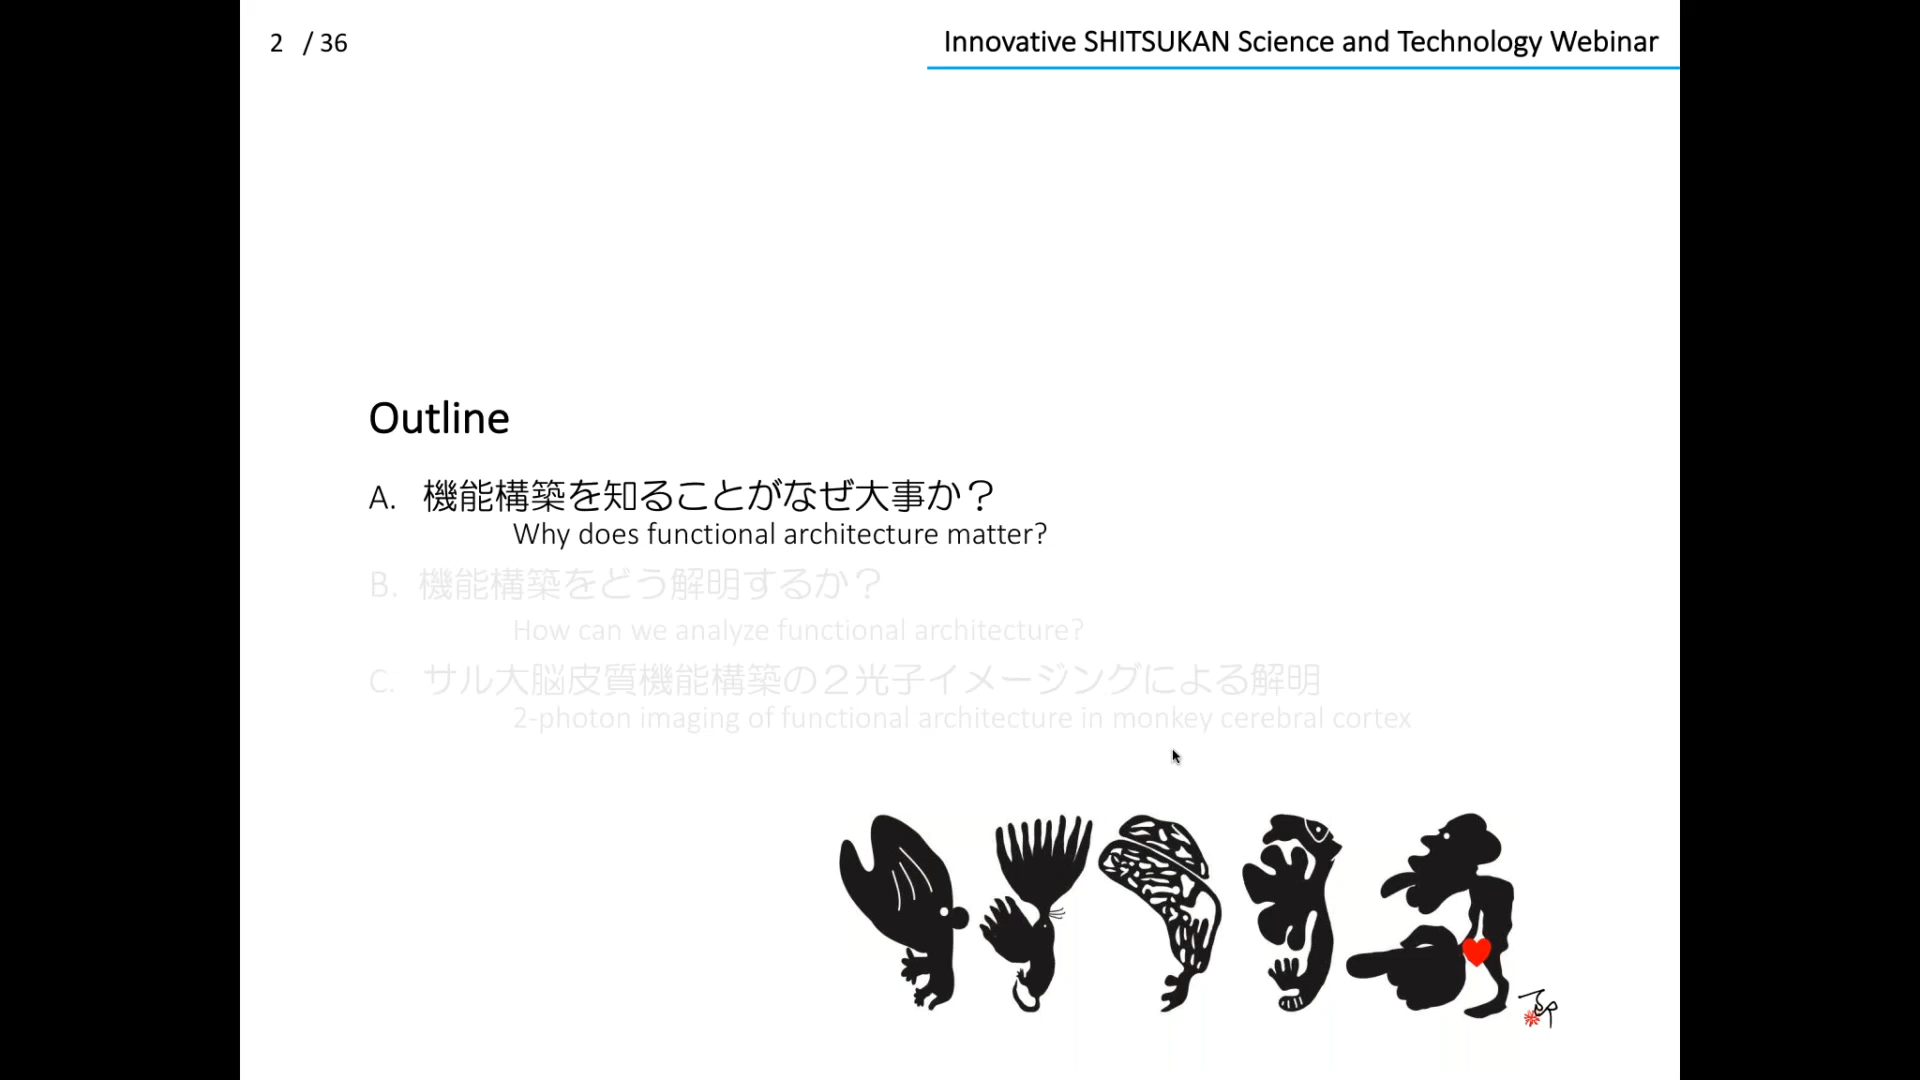 2 / 36
Innovative SHITSUKAN Science and Technology Webinar
Outline
A. 機能構築を知ることがなぜ大事か？
Why does functional architecture matter?
B. 機能構築をどう解明するか？
How can we analyze functional architecture?
C. サル大脳皮質機能構築の２光子イメージングによる解明
2-photon imaging of functional architecture in monkey cerebral cortex